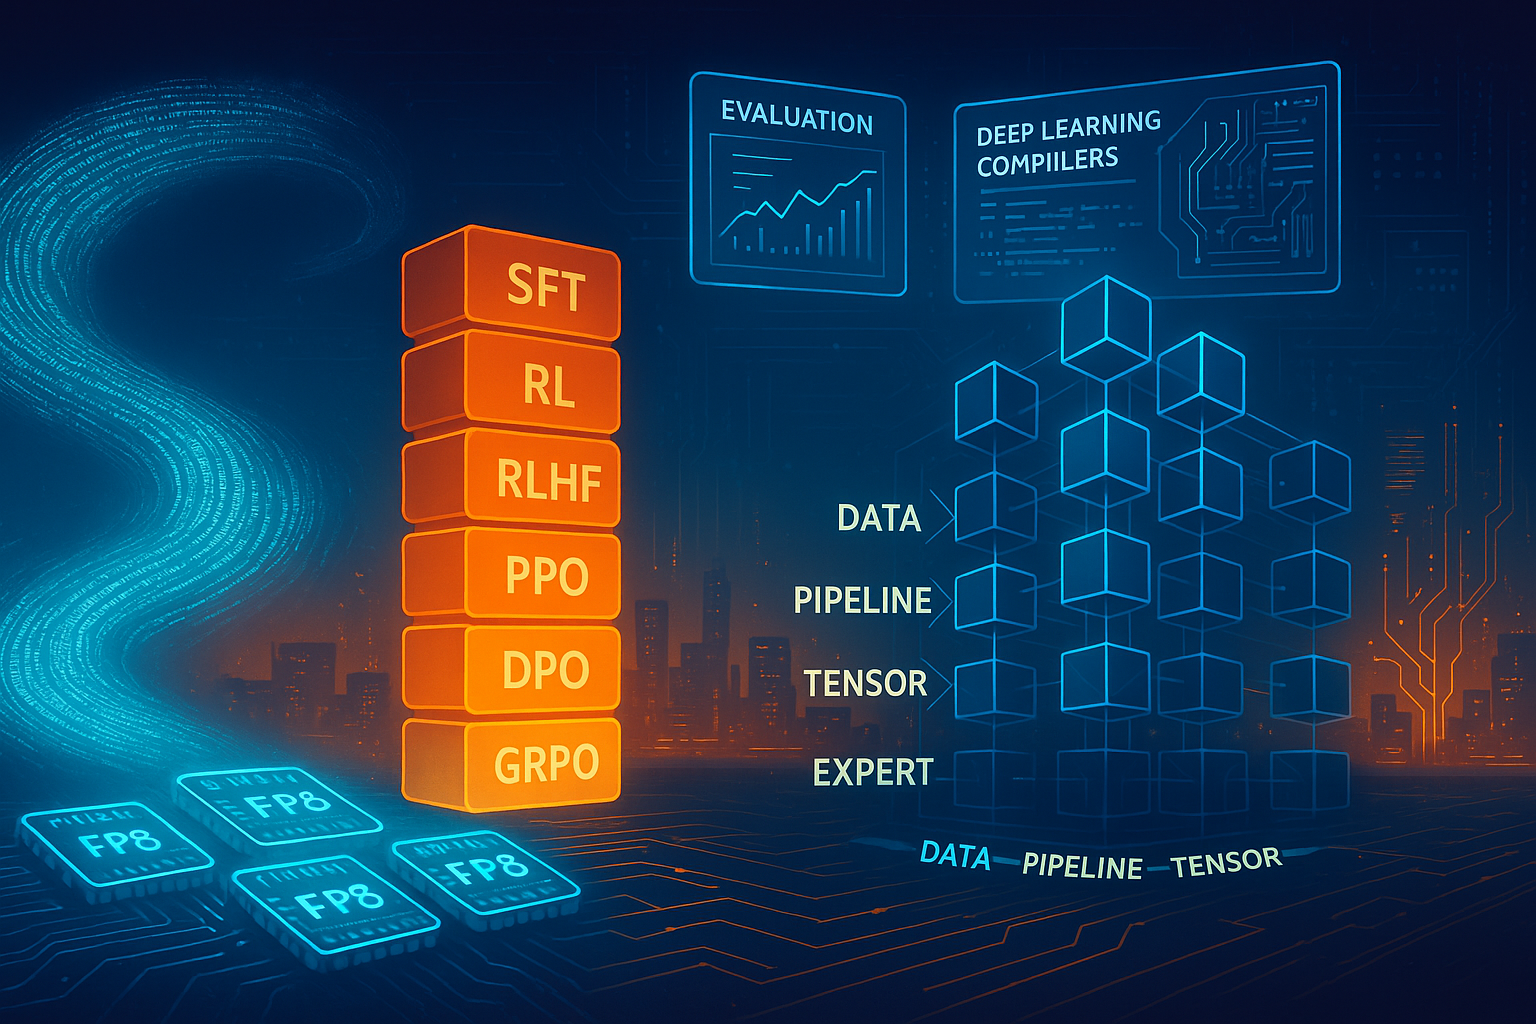 EVALUATION
DEEP LEARNING
COMPIILERS
SFT
RL
RLHF
PPO
DPO
GRPO
DATA
PIPELINE
TENSOR
EXPERT
DATA — PIPELINE — TENSOR
FP8
FP8
FP8
FP8